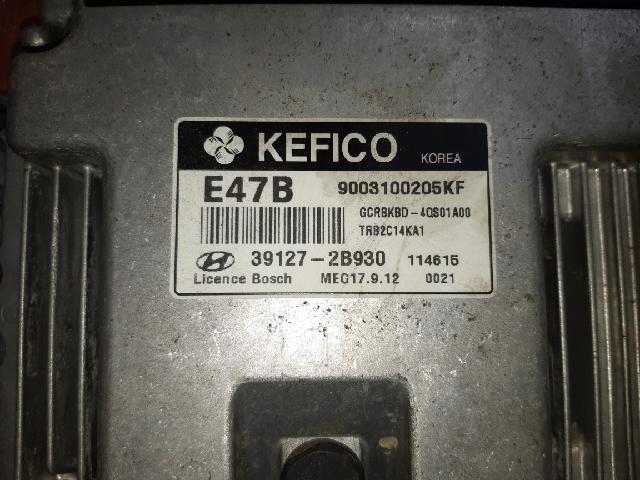 KEFICO KOREA
E47B 9003100205KF
GCRBKBD-4QS01A00
TRB2C14KA1
39127-2B930 114615
Licence Bosch MEG17.9.12 0021